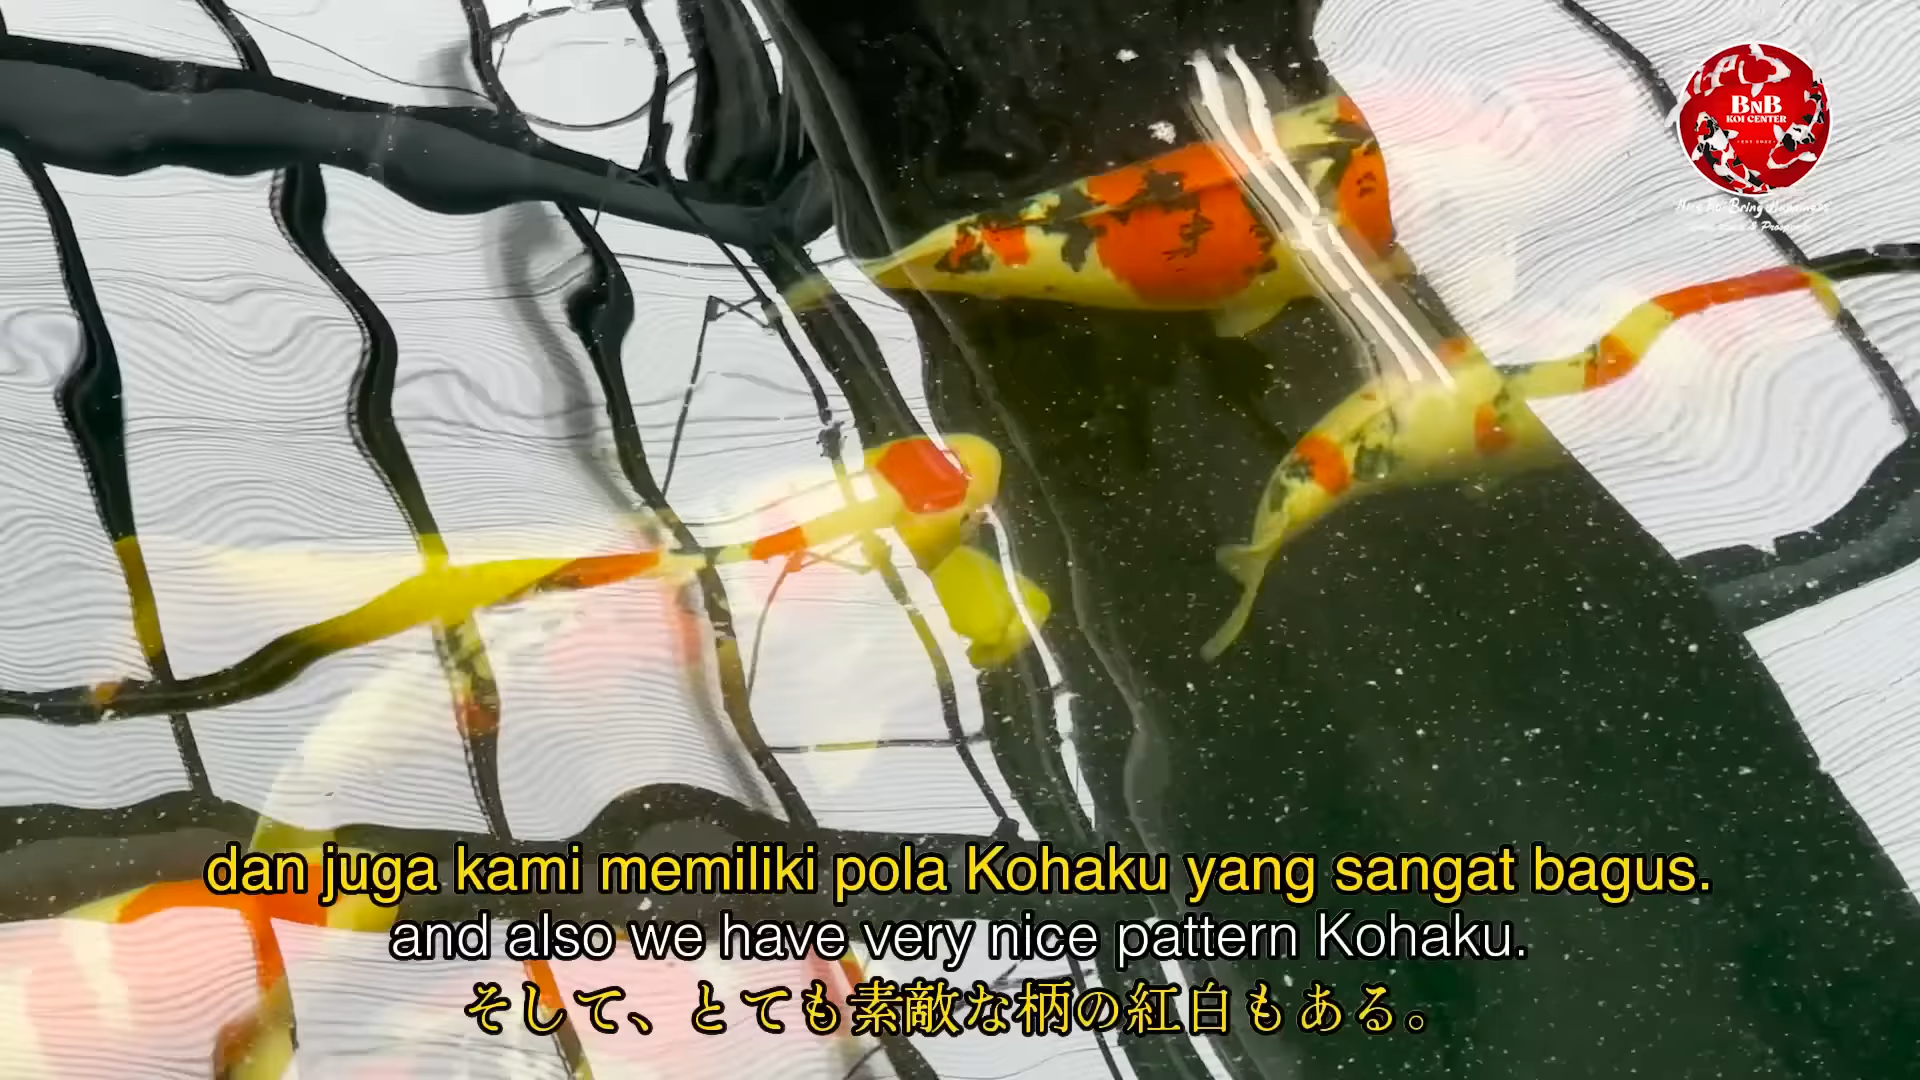 BNB
KOI CENTER
dan juga kami memiliki pola Kohaku yang sangat bagus.
and also we have very nice pattern Kohaku.
そして、とても素敵な柄の紅白もある。